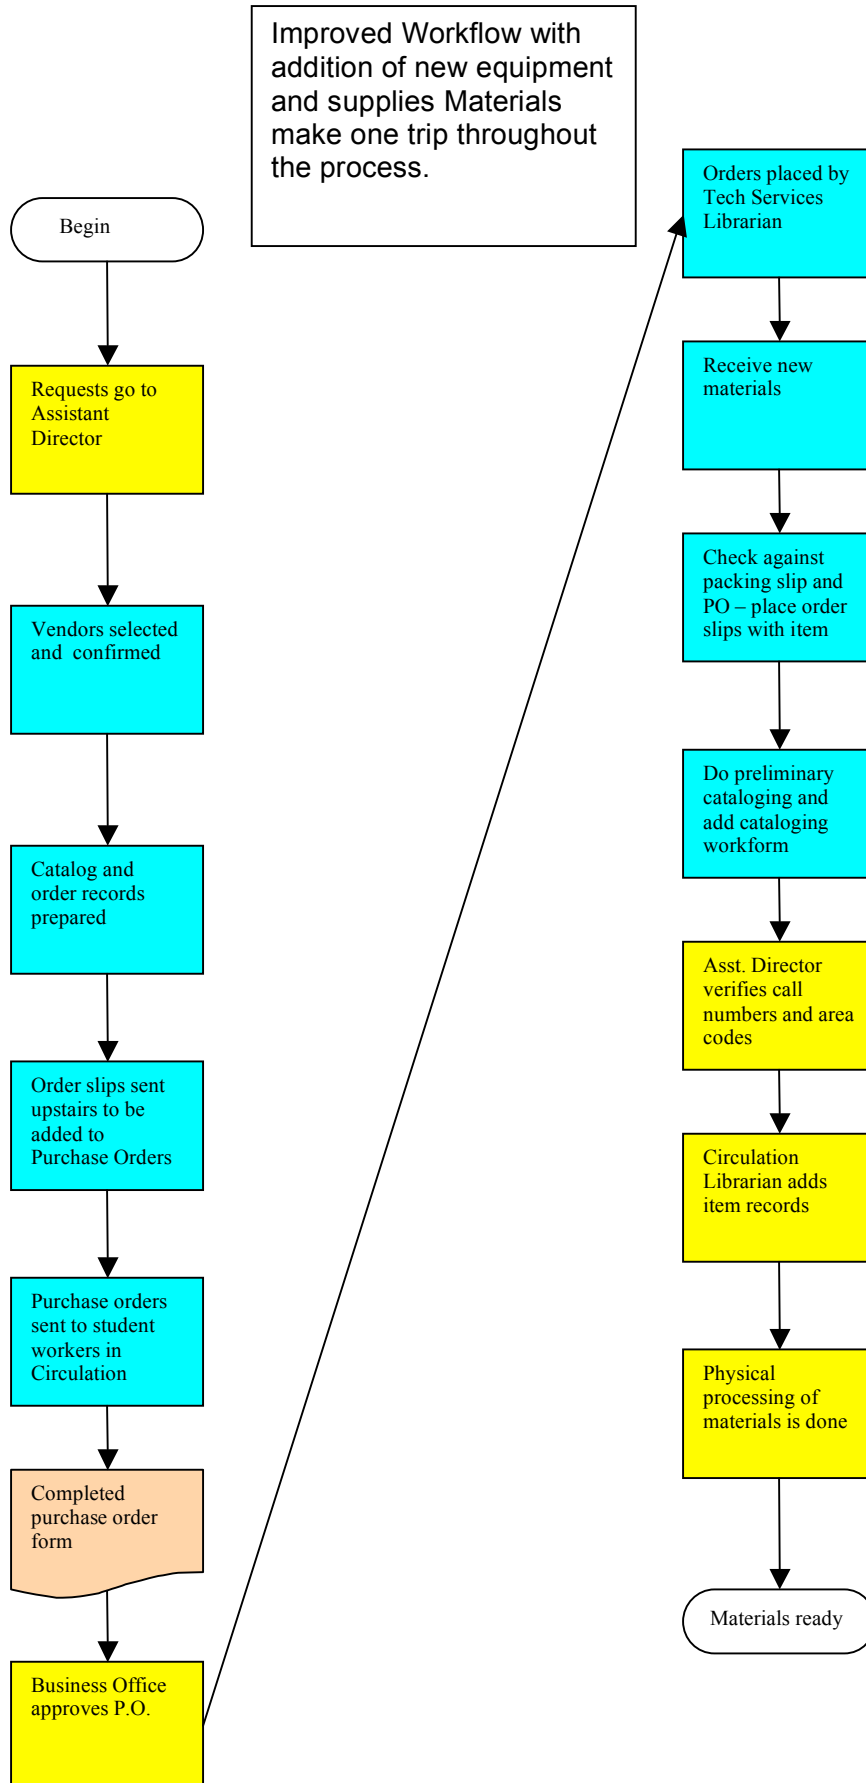 Improved Workflow with
addition of new equipment
and supplies Materials
make one trip throughout
the process.
Begin
Requests go to
Assistant
Director
Vendors selected
and  confirmed
Catalog and
order records
prepared
Order slips sent
upstairs to be
added to
Purchase Orders
Purchase orders
sent to student
workers in
Circulation
Completed
purchase order
form
Business Office
approves P.O.
Orders placed by
Tech Services
Librarian
Receive new
materials
Check against
packing slip and
PO – place order
slips with item
Do preliminary
cataloging and
add cataloging
workform
Asst. Director
verifies call
numbers and area
codes
Circulation
Librarian adds
item records
Physical
processing of
materials is done
Materials ready